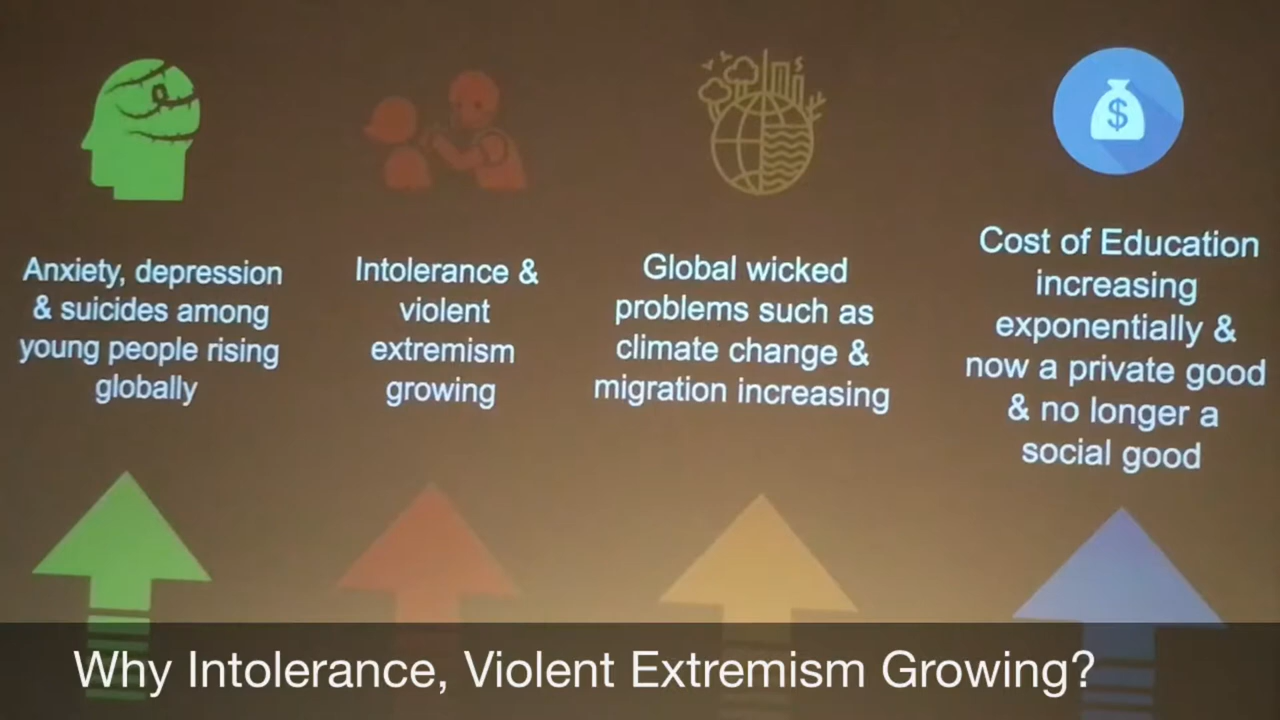 Anxiety, depression
& suicides among
young people rising
globally
Intolerance &
violent
extremism
growing
Global wicked
problems such as
climate change &
migration increasing
$
Cost of Education
increasing
exponentially &
now a private good
& no longer a
social good
Why Intolerance, Violent Extremism Growing?